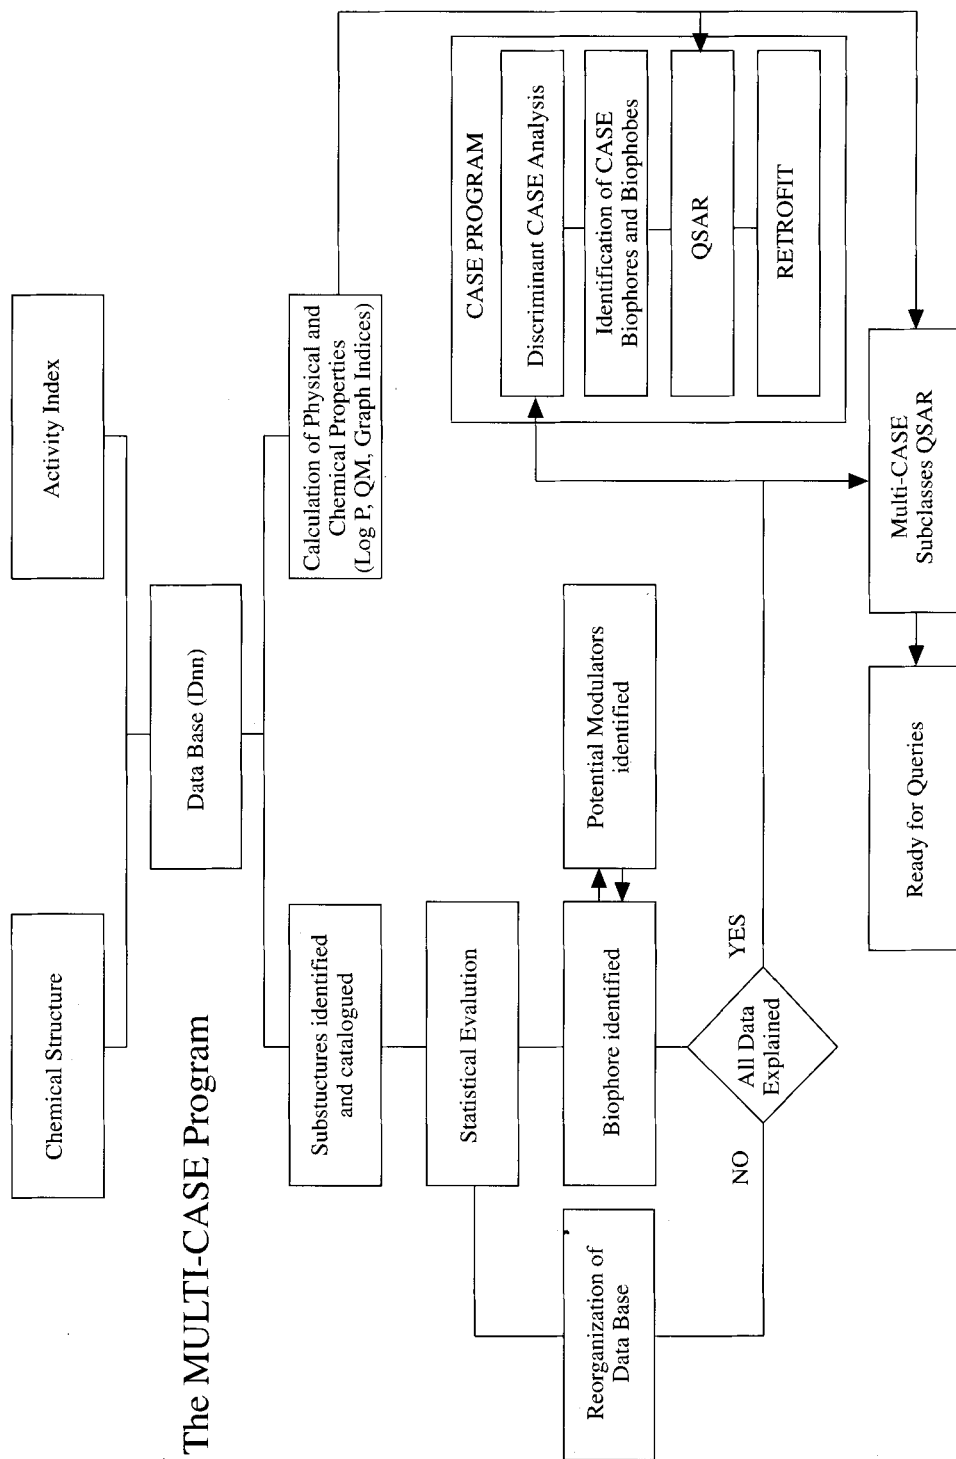 The MULTI-CASE Program
Chemical Structure
Activity Index
Data Base (Dnn)
Substuctures identified
and catalogued
Calculation of Physical and
Chemical Properties
(Log P, QM, Graph Indices)
Statistical Evalution
Reorganization of
Data Base
Biophore identified
Potential Modulators
identified
NO
All Data
Explained
YES
CASE PROGRAM
Discriminant CASE Analysis
Identification of CASE
Biophores and Biophobes
QSAR
RETROFIT
Ready for Queries
Multi-CASE
Subclasses QSAR